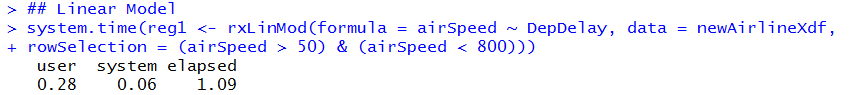 > ## Linear Model
> system.time(reg1 <- rxLinMod(formula = airSpeed ~ DepDelay, data = newAirlineXdf,
+ rowSelection = (airSpeed > 50) & (airSpeed < 800)))
   user  system elapsed
   0.28    0.06    1.09